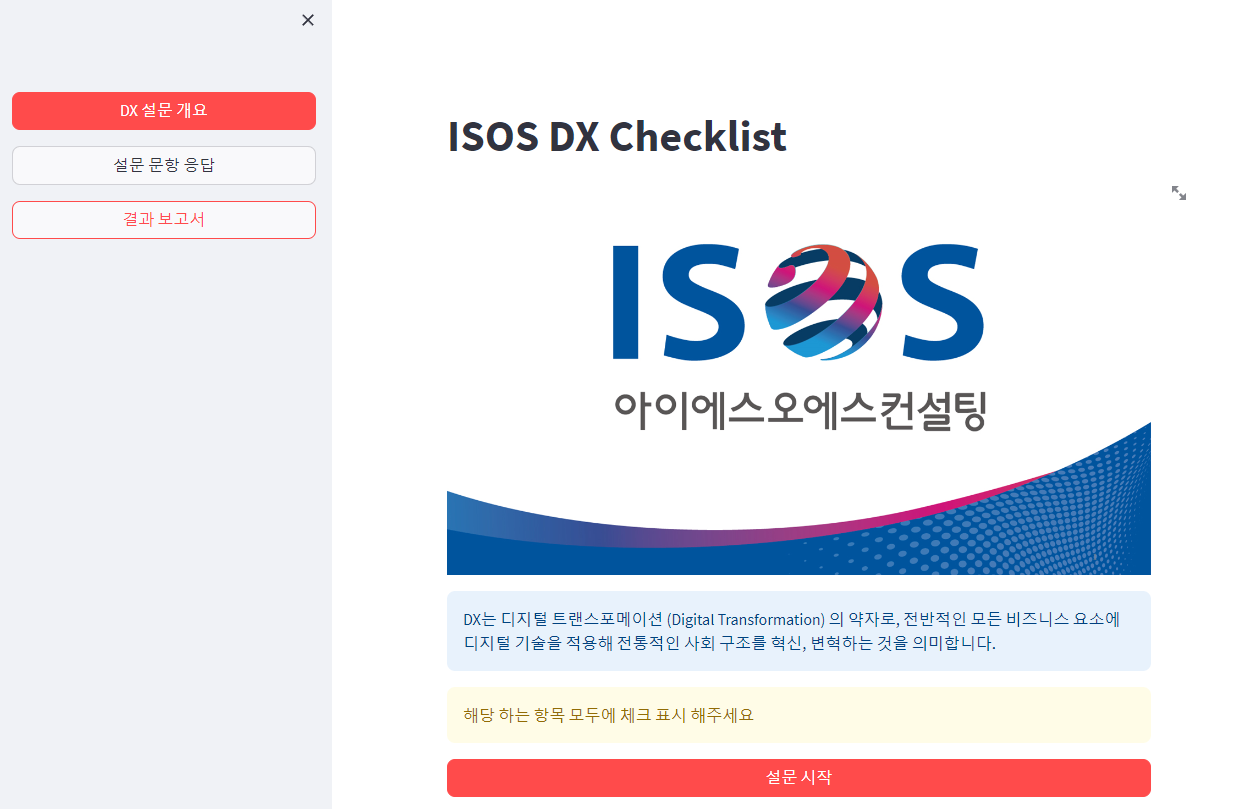 DX 설문 개요
설문 문항 응답
결과 보고서
ISOS DX Checklist
ISOS
아이에스오에스컨설팅
DX는 디지털 트랜스포메이션 (Digital Transformation) 의 약자로, 전반적인 모든 비즈니스 요소에
디지털 기술을 적용해 전통적인 사회 구조를 혁신, 변혁하는 것을 의미합니다.
해당 하는 항목 모두에 체크 표시 해주세요
설문 시작